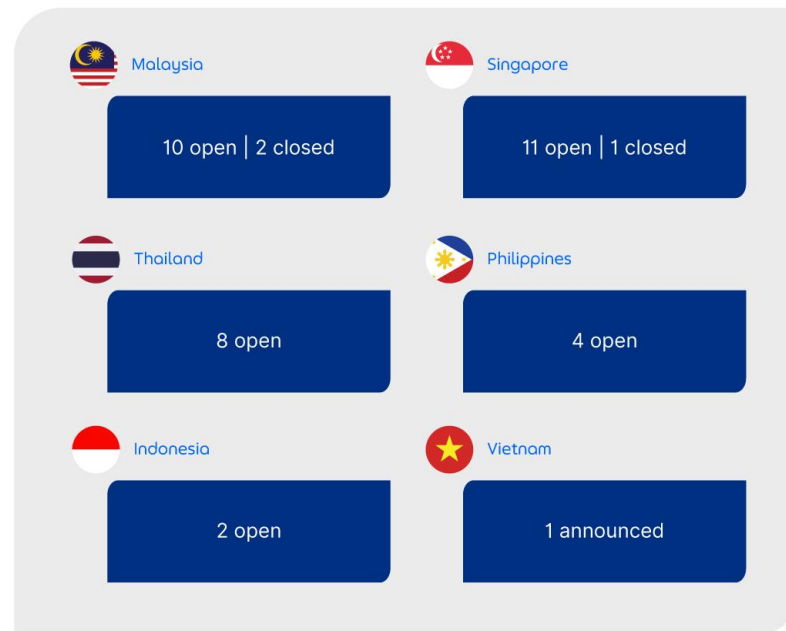 Malaysia
10 open | 2 closed
Singapore
11 open | 1 closed
Thailand
8 open
Philippines
4 open
Indonesia
2 open
Vietnam
1 announced